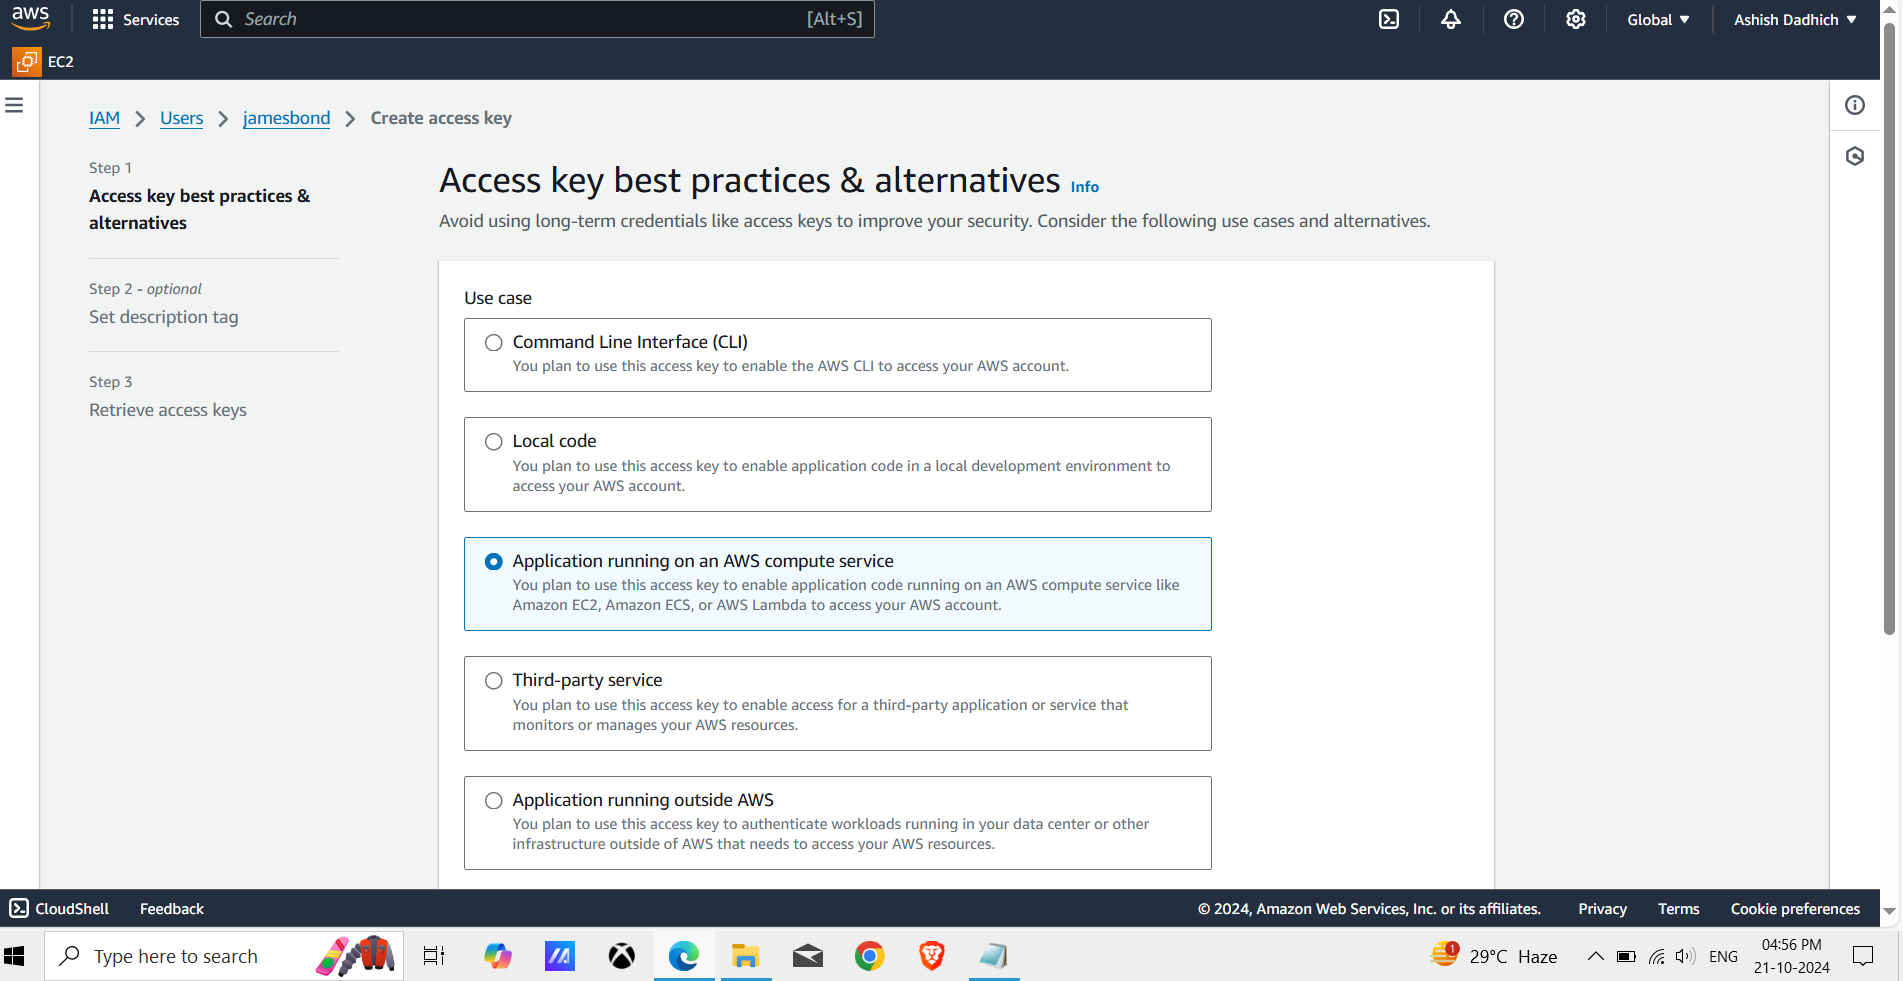 aws
Services
Search
[Alt+S]
Global ▼
Ashish Dadhich ▼
EC2
IAM > Users > jamesbond > Create access key
Step 1
Access key best practices &
alternatives
Step 2 - optional
Set description tag
Step 3
Retrieve access keys
Access key best practices & alternatives Info
Avoid using long-term credentials like access keys to improve your security. Consider the following use cases and alternatives.
Use case
Command Line Interface (CLI)
You plan to use this access key to enable the AWS CLI to access your AWS account.
Local code
You plan to use this access key to enable application code in a local development environment to
access your AWS account.
Application running on an AWS compute service
You plan to use this access key to enable application code running on an AWS compute service like
Amazon EC2, Amazon ECS, or AWS Lambda to access your AWS account.
Third-party service
You plan to use this access key to enable access for a third-party application or service that
monitors or manages your AWS resources.
Application running outside AWS
You plan to use this access key to authenticate workloads running in your data center or other
infrastructure outside of AWS that needs to access your AWS resources.
CloudShell
Feedback
© 2024, Amazon Web Services, Inc. or its affiliates.
Privacy
Terms
Cookie preferences
Type here to search
1
29°C Haze
ENG
04:56 PM
21-10-2024